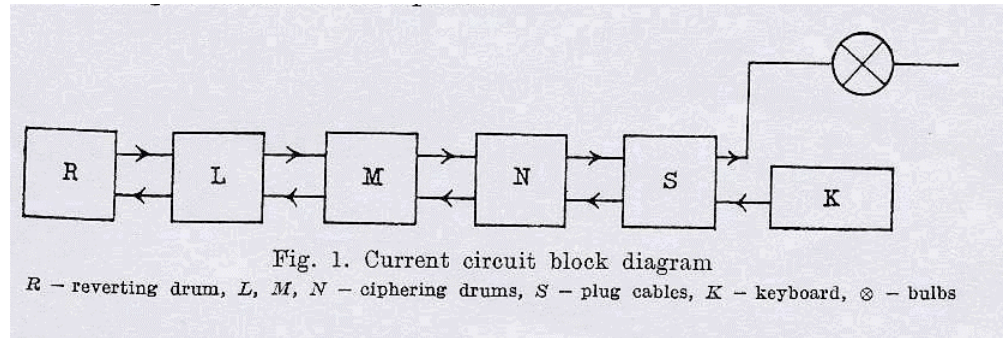 R L M N S K
Fig. 1. Current circuit block diagram
R – reverting drum, L, M, N – ciphering drums, S – plug cables, K – keyboard, ⊗ – bulbs